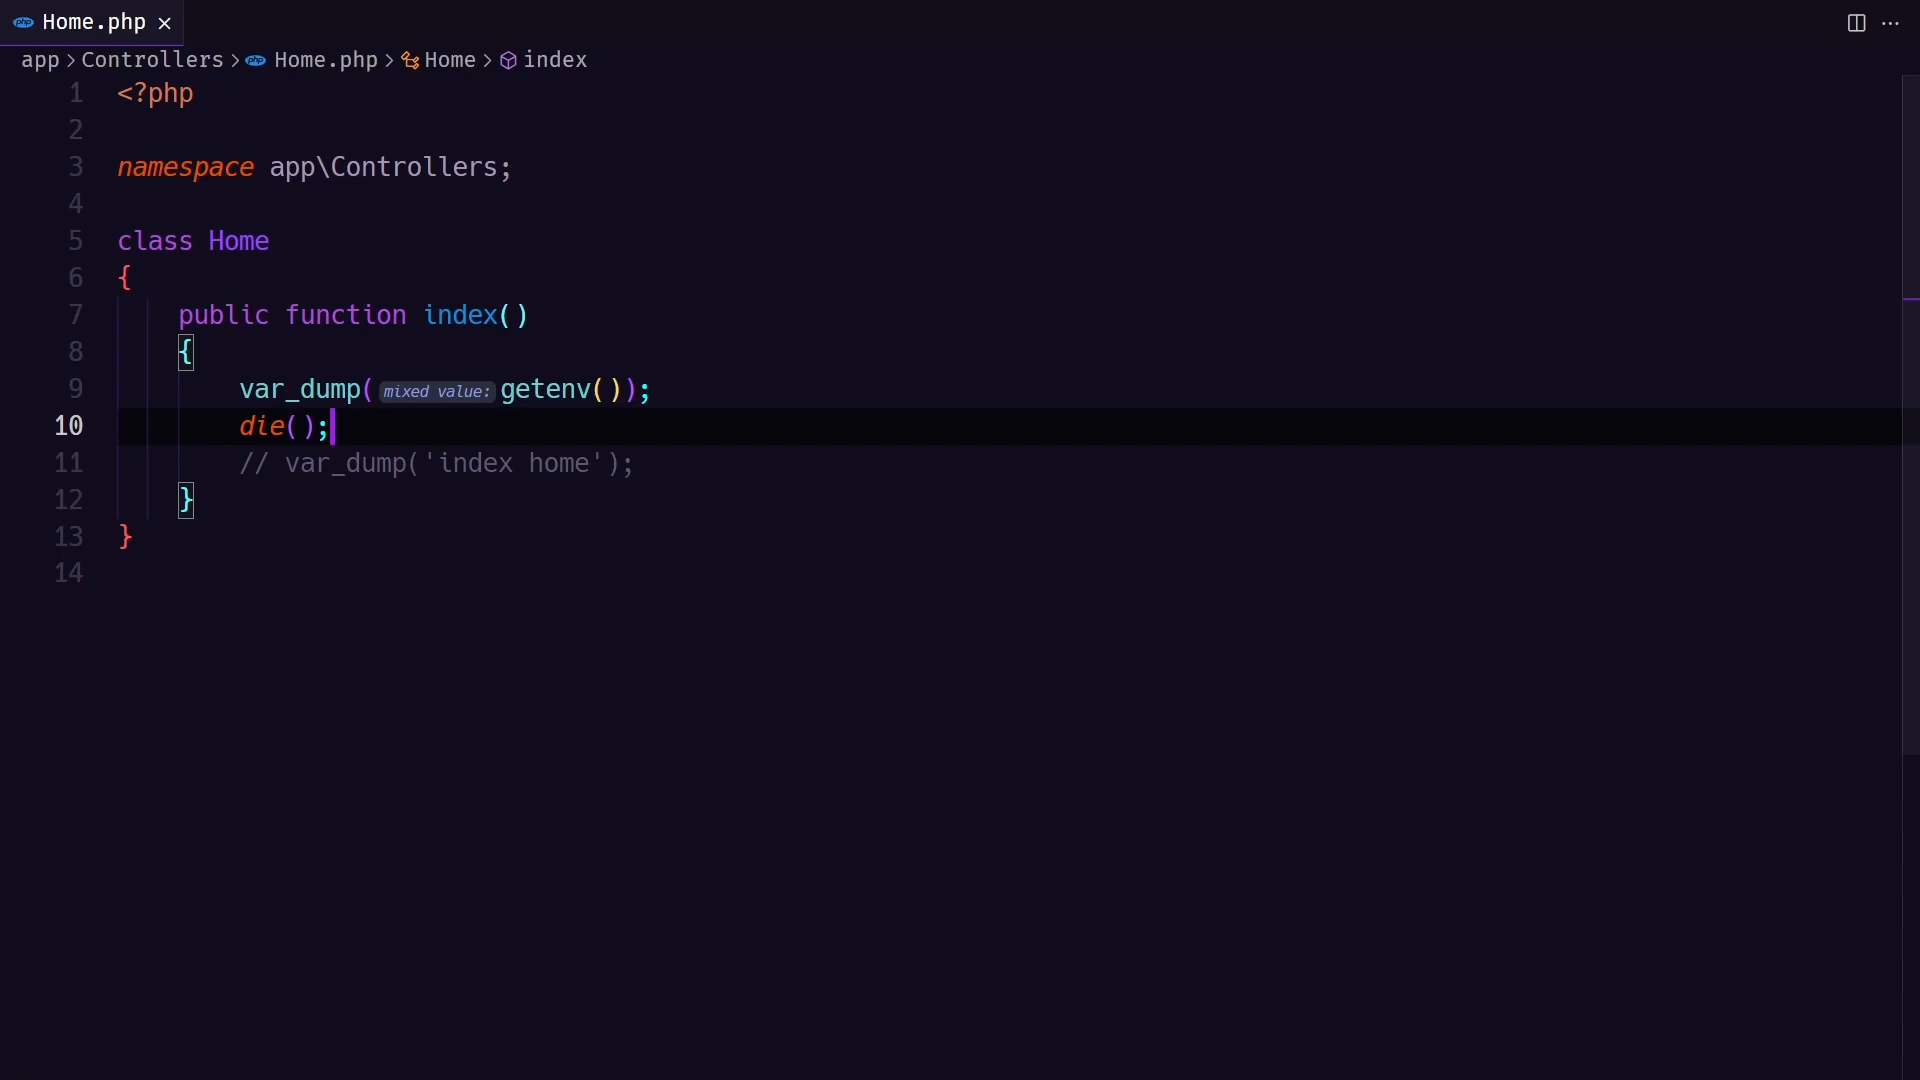 php Home.php ×
app > Controllers > php Home.php > Home > index
1 <?php
2
3 namespace app\Controllers;
4
5 class Home
6 {
7     public function index()
8     {
9         var_dump(mixed value: getenv());
10         die();
11         // var_dump('index home');
12     }
13 }
14